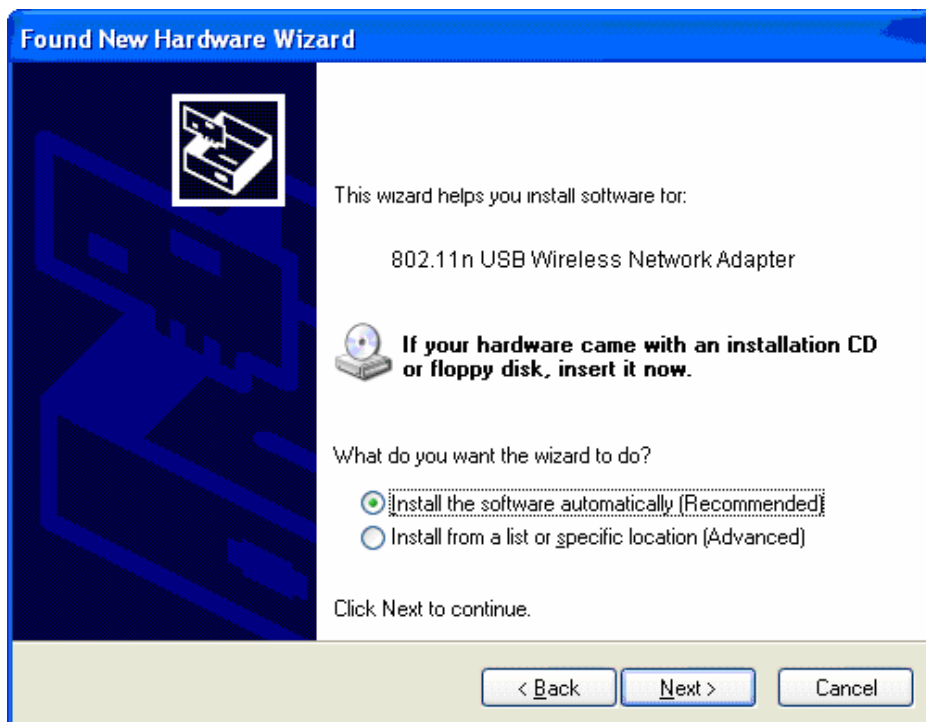 Found New Hardware Wizard
This wizard helps you install software for:
802.11n USB Wireless Network Adapter
If your hardware came with an installation CD
or floppy disk, insert it now.
What do you want the wizard to do?
Install the software automatically (Recommended)
Install from a list or specific location (Advanced)
Click Next to continue.
< Back
Next >
Cancel